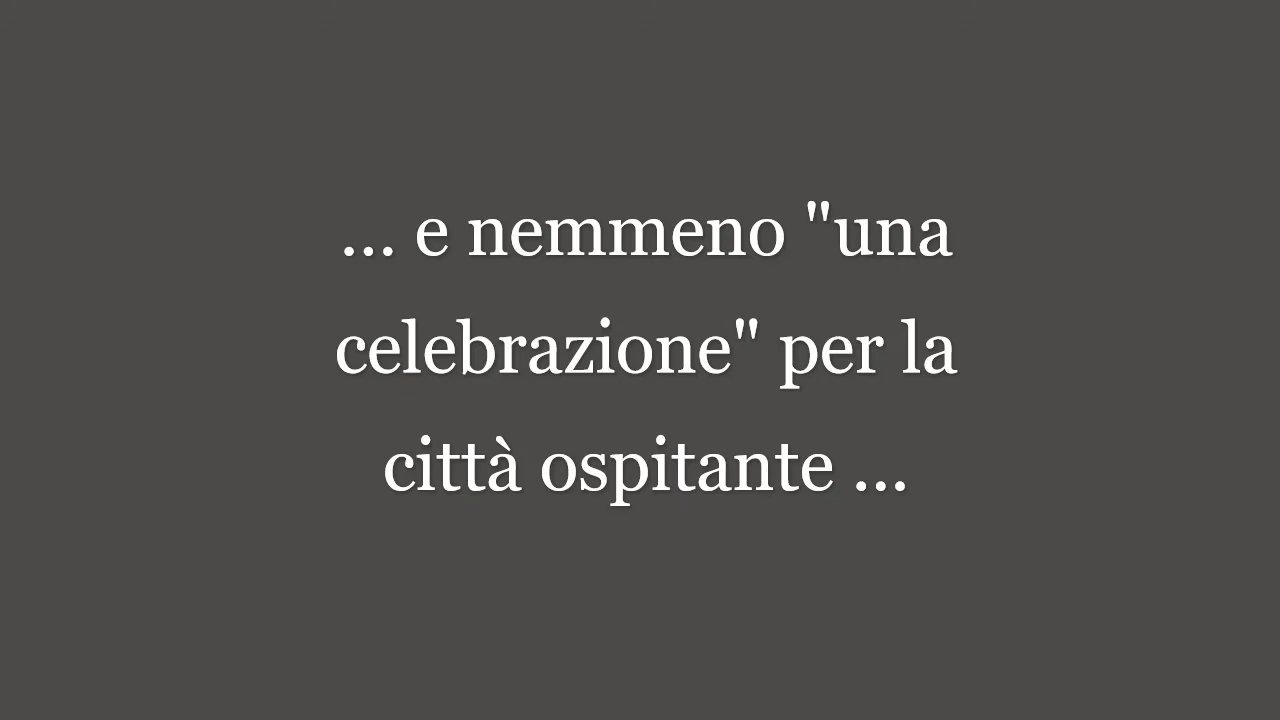 ... e nemmeno "una
celebrazione" per la
città ospitante ...